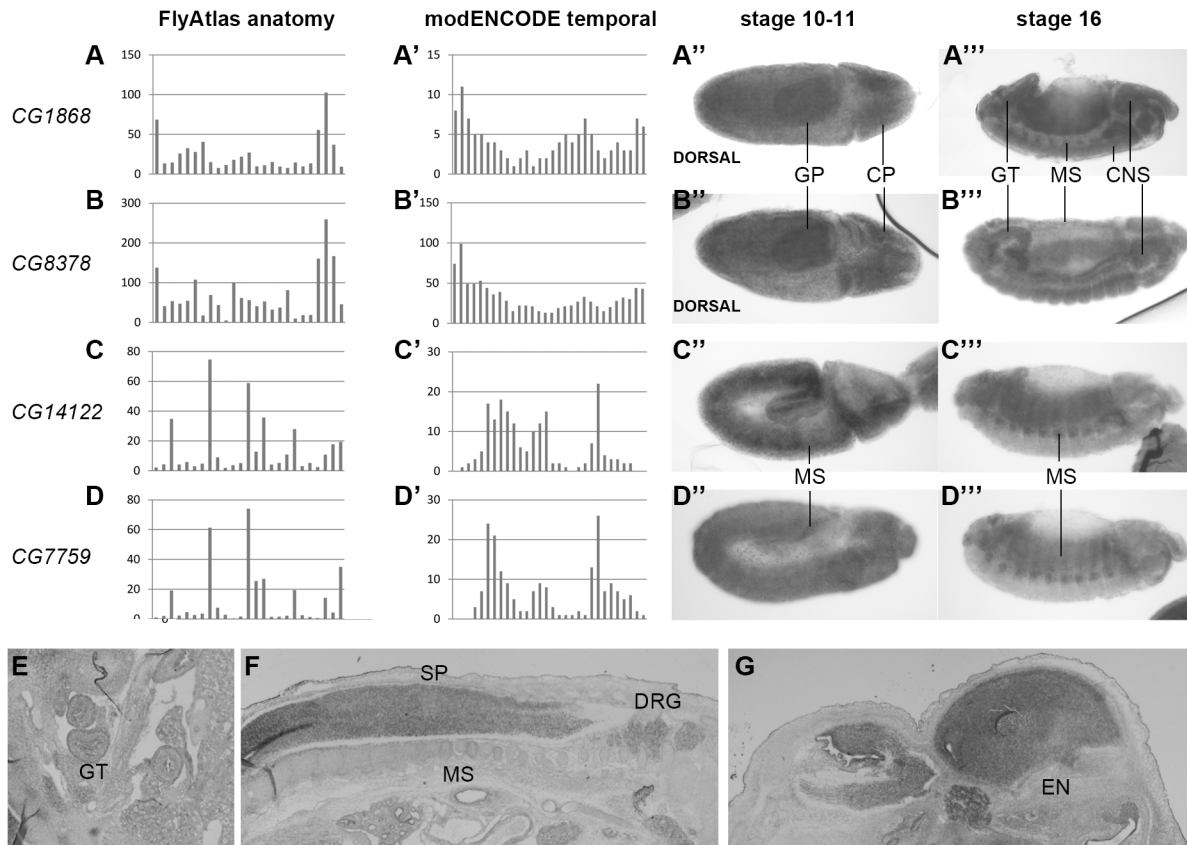 FlyAtlas anatomy modENCODE temporal stage 10-11 stage 16
A A’ A’’ A’’’
CG1868
150
100
50
0
15
10
5
0
DORSAL
GP CP
GT MS CNS
B B’ B’’ B’’’
CG8378
300
200
100
0
150
100
50
0
DORSAL
C C’ C’’ C’’’
CG14122
80
60
40
20
0
30
20
10
0
MS
MS
D D’ D’’ D’’’
CG7759
80
60
40
20
0
0
30
20
10
0
E F G
GT
SP
DRG
MS
EN